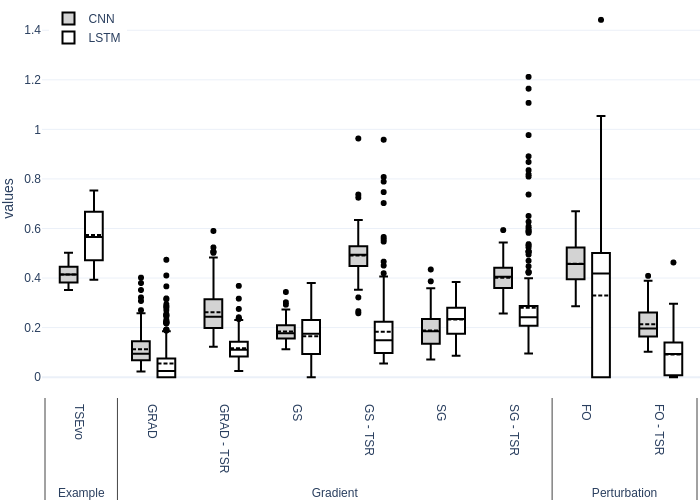 CNN
LSTM
values
1.4
1.2
1
0.8
0.6
0.4
0.2
0
TSEvo
GRAD
GRAD - TSR
GS
GS - TSR
SG
SG - TSR
FO
FO - TSR
Example
Gradient
Perturbation